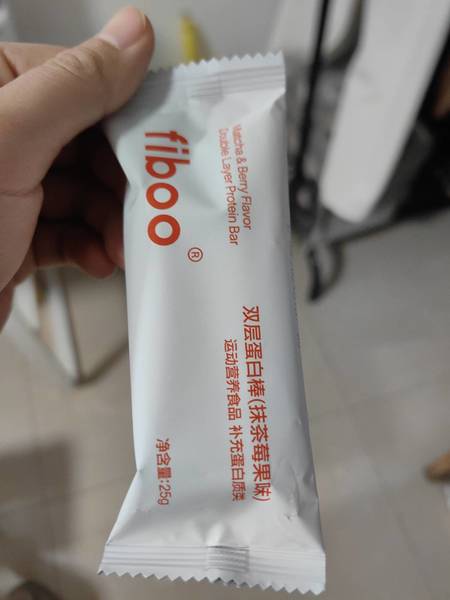 fiboo®
Matcha & Berry Flavor
Double Layer Protein Bar
双层蛋白棒(抹茶莓果味)
运动营养食品 补充蛋白质类
净含量:25g